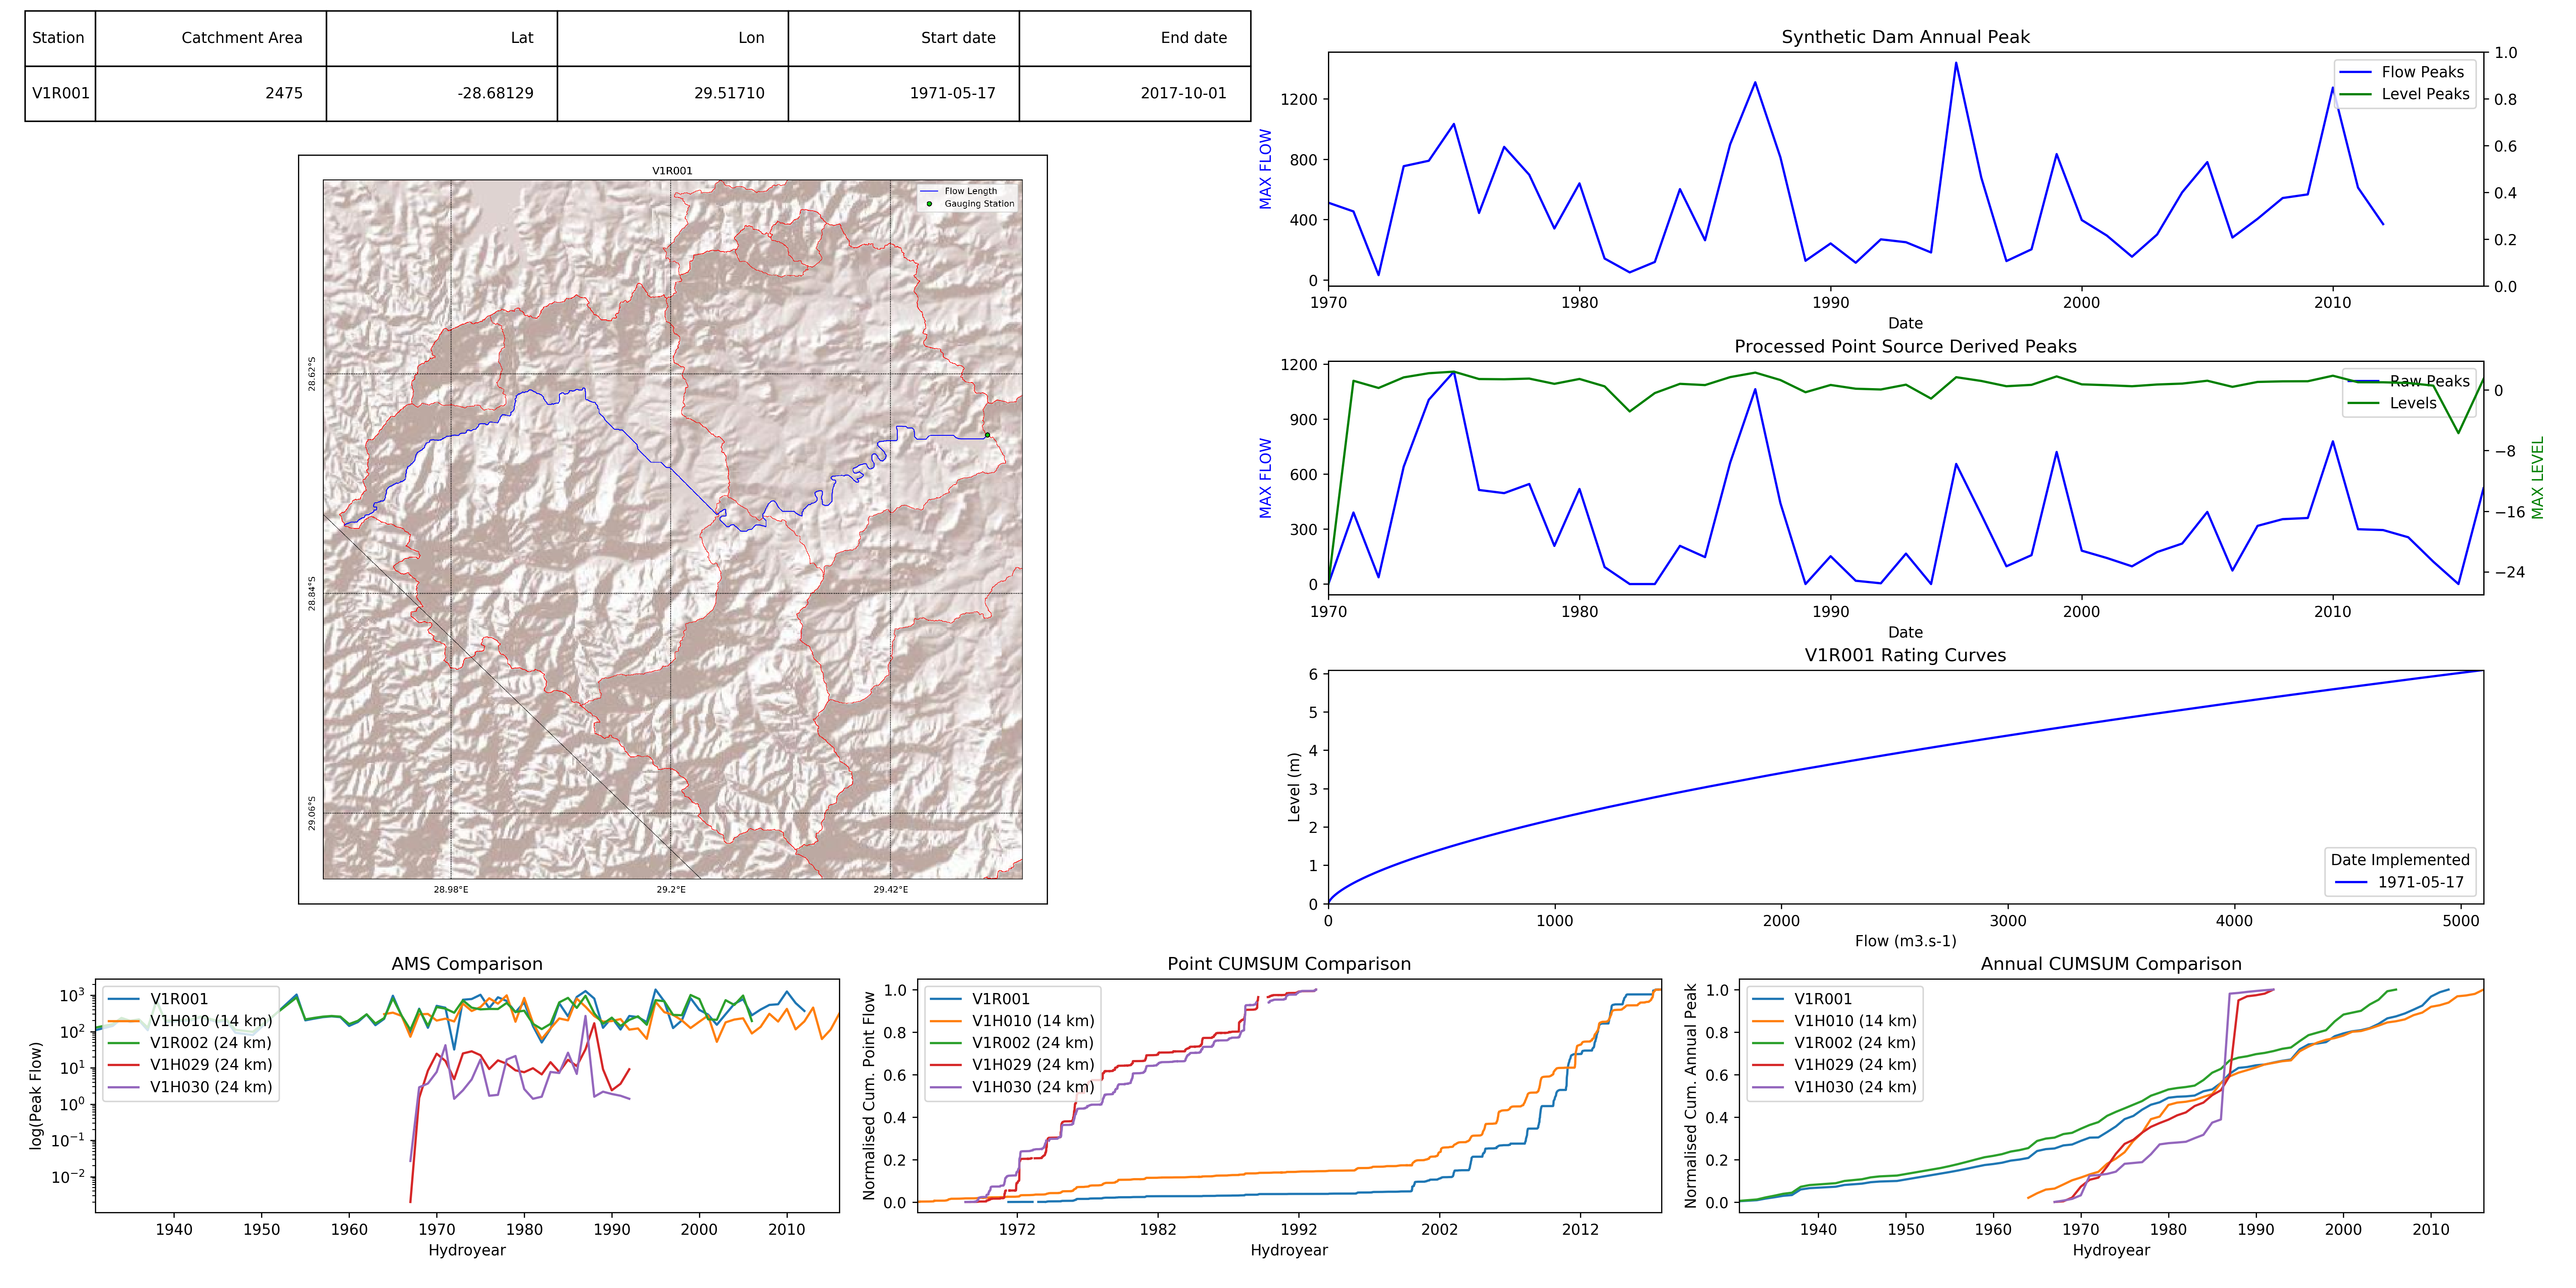 Station Catchment Area Lat Lon Start date End date
V1R001 2475 -28.68129 29.51710 1971-05-17 2017-10-01
V1R001
Flow Length
Gauging Station
28.62°S
28.84°S
29.06°S
28.98°E 29.2°E 29.42°E
Synthetic Dam Annual Peak
Flow Peaks
Level Peaks
MAX FLOW
1200
800
400
0
1.0
0.8
0.6
0.4
0.2
0.0
1970 1980 1990 2000 2010
Date
Processed Point Source Derived Peaks
Raw Peaks
Levels
MAX FLOW
1200
900
600
300
0
0
−8
−16
−24
MAX LEVEL
1970 1980 1990 2000 2010
Date
V1R001 Rating Curves
Level (m)
6
5
4
3
2
1
0
Date Implemented
1971-05-17
0 1000 2000 3000 4000 5000
Flow (m3.s-1)
AMS Comparison
log(Peak Flow)
10³
10²
10¹
10⁰
10⁻¹
10⁻²
V1R001
V1H010 (14 km)
V1R002 (24 km)
V1H029 (24 km)
V1H030 (24 km)
1940 1950 1960 1970 1980 1990 2000 2010
Hydroyear
Point CUMSUM Comparison
Normalised Cum. Point Flow
1.0
0.8
0.6
0.4
0.2
0.0
V1R001
V1H010 (14 km)
V1R002 (24 km)
V1H029 (24 km)
V1H030 (24 km)
1972 1982 1992 2002 2012
Hydroyear
Annual CUMSUM Comparison
Normalised Cum. Annual Peak
1.0
0.8
0.6
0.4
0.2
0.0
V1R001
V1H010 (14 km)
V1R002 (24 km)
V1H029 (24 km)
V1H030 (24 km)
1940 1950 1960 1970 1980 1990 2000 2010
Hydroyear